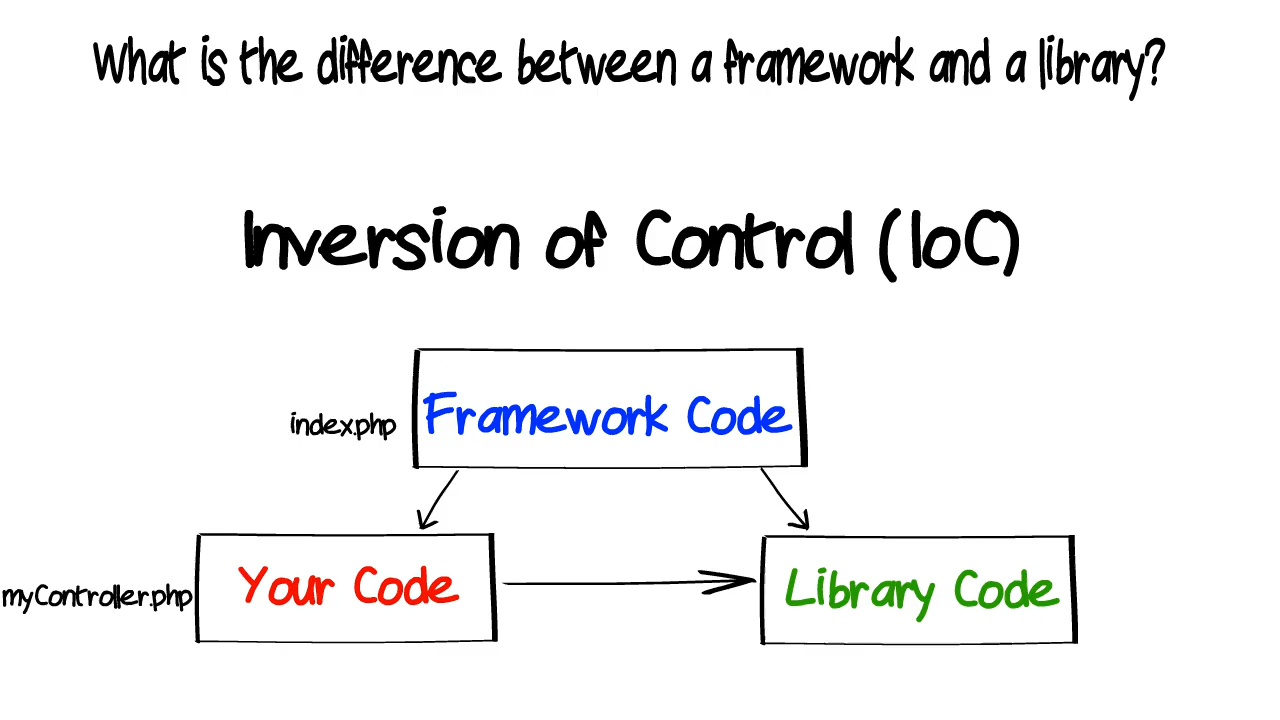 What is the difference between a framework and a library?
Inversion of Control (IoC)
index.php
Framework Code
myController.php
Your Code
Library Code